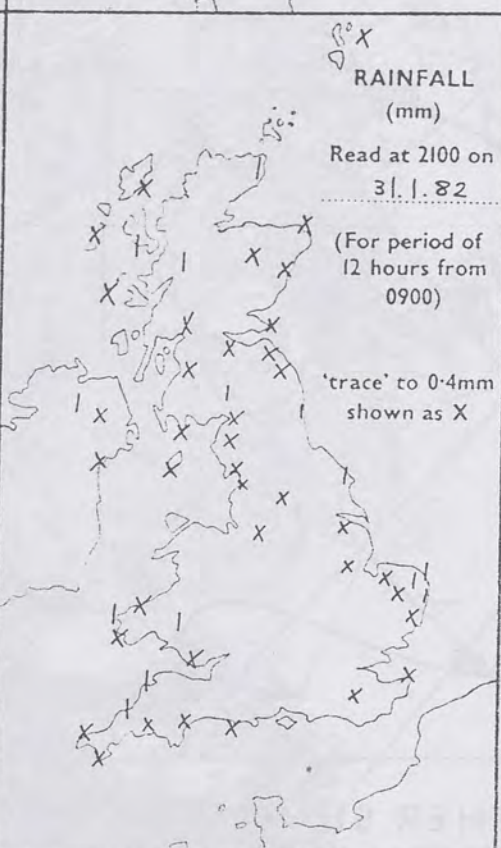 RAINFALL
(mm)
Read at 2100 on
31.1.82
(For period of
12 hours from
0900)
'trace' to 0·4mm
shown as X